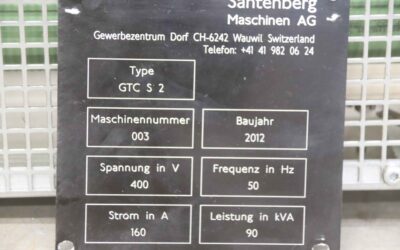 Santenberg
Maschinen AG
Gewerbezentrum Dorf CH-6242 Wauwil Switzerland
Telefon: +41 41 982 06 24
Type
GTC S 2
Maschinennummer
003
Baujahr
2012
Spannung in V
400
Frequenz in Hz
50
Strom in A
160
Leistung in kVA
90